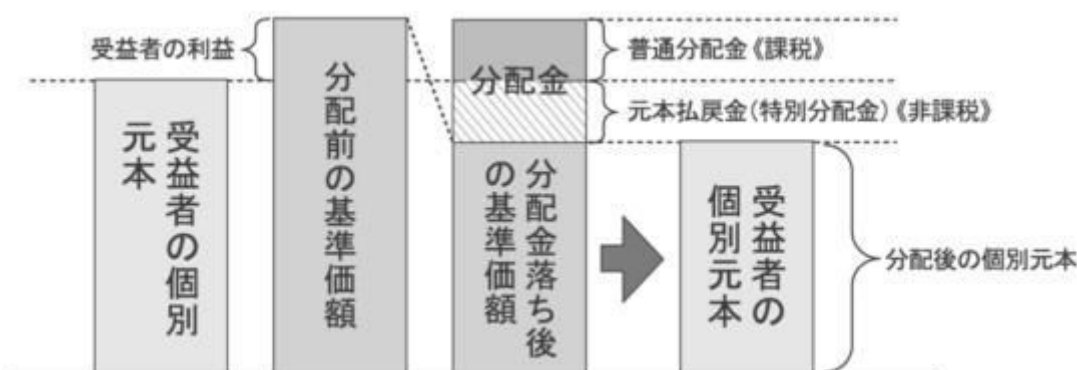 受益者の利益
受益者の個別
元本
分配前の基準価額
分配金
分配金落ち後
の基準価額
普通分配金《課税》
元本払戻金(特別分配金)《非課税》
受益者の
個別元本
分配後の個別元本